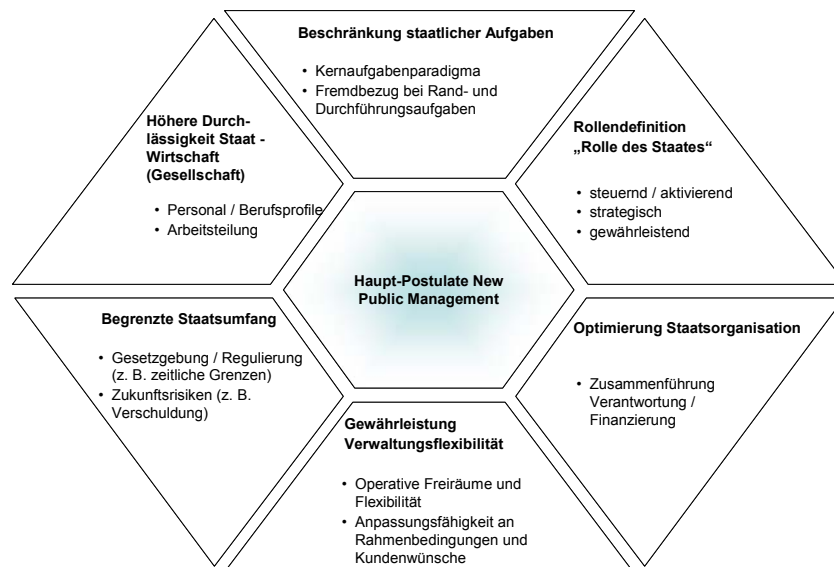 Beschränkung staatlicher Aufgaben
• Kernaufgabenparadigma
• Fremdbezug bei Rand- und
Durchführungsaufgaben
Höhere Durch-
lässigkeit Staat -
Wirtschaft
(Gesellschaft)
• Personal / Berufsprofile
• Arbeitsteilung
Rollendefinition
„Rolle des Staates“
• steuernd / aktivierend
• strategisch
• gewährleistend
Haupt-Postulate New
Public Management
Begrenzte Staatsumfang
• Gesetzgebung / Regulierung
(z. B. zeitliche Grenzen)
• Zukunftsrisiken (z. B.
Verschuldung)
Optimierung Staatsorganisation
• Zusammenführung
Verantwortung /
Finanzierung
Gewährleistung
Verwaltungsflexibilität
• Operative Freiräume und
Flexibilität
• Anpassungsfähigkeit an
Rahmenbedingungen und
Kundenwünsche